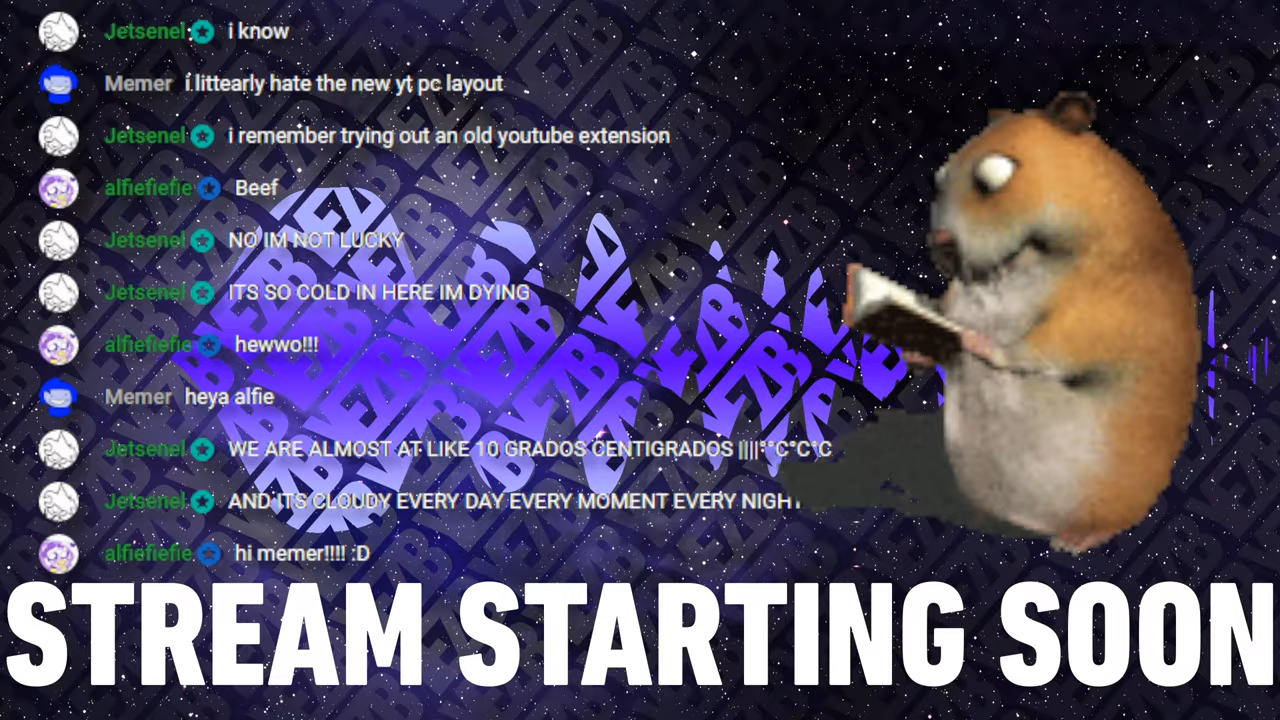 Jetsenel i know
Memer i littearly hate the new yt pc layout
Jetsenel i remember trying out an old youtube extension
alfiefiefie Beef
Jetsenel NO IM NOT LUCKY
Jetsenel ITS SO COLD IN HERE IM DYING
alfiefiefie hewwo!!!
Memer heya alfie
Jetsenel WE ARE ALMOST AT LIKE 10 GRADOS CENTIGRADOS ||||°°C°C°C
Jetsenel AND ITS CLOUDY EVERY DAY EVERY MOMENT EVERY NIGHT
alfiefiefie hi memer!!!! :D
STREAM STARTING SOON